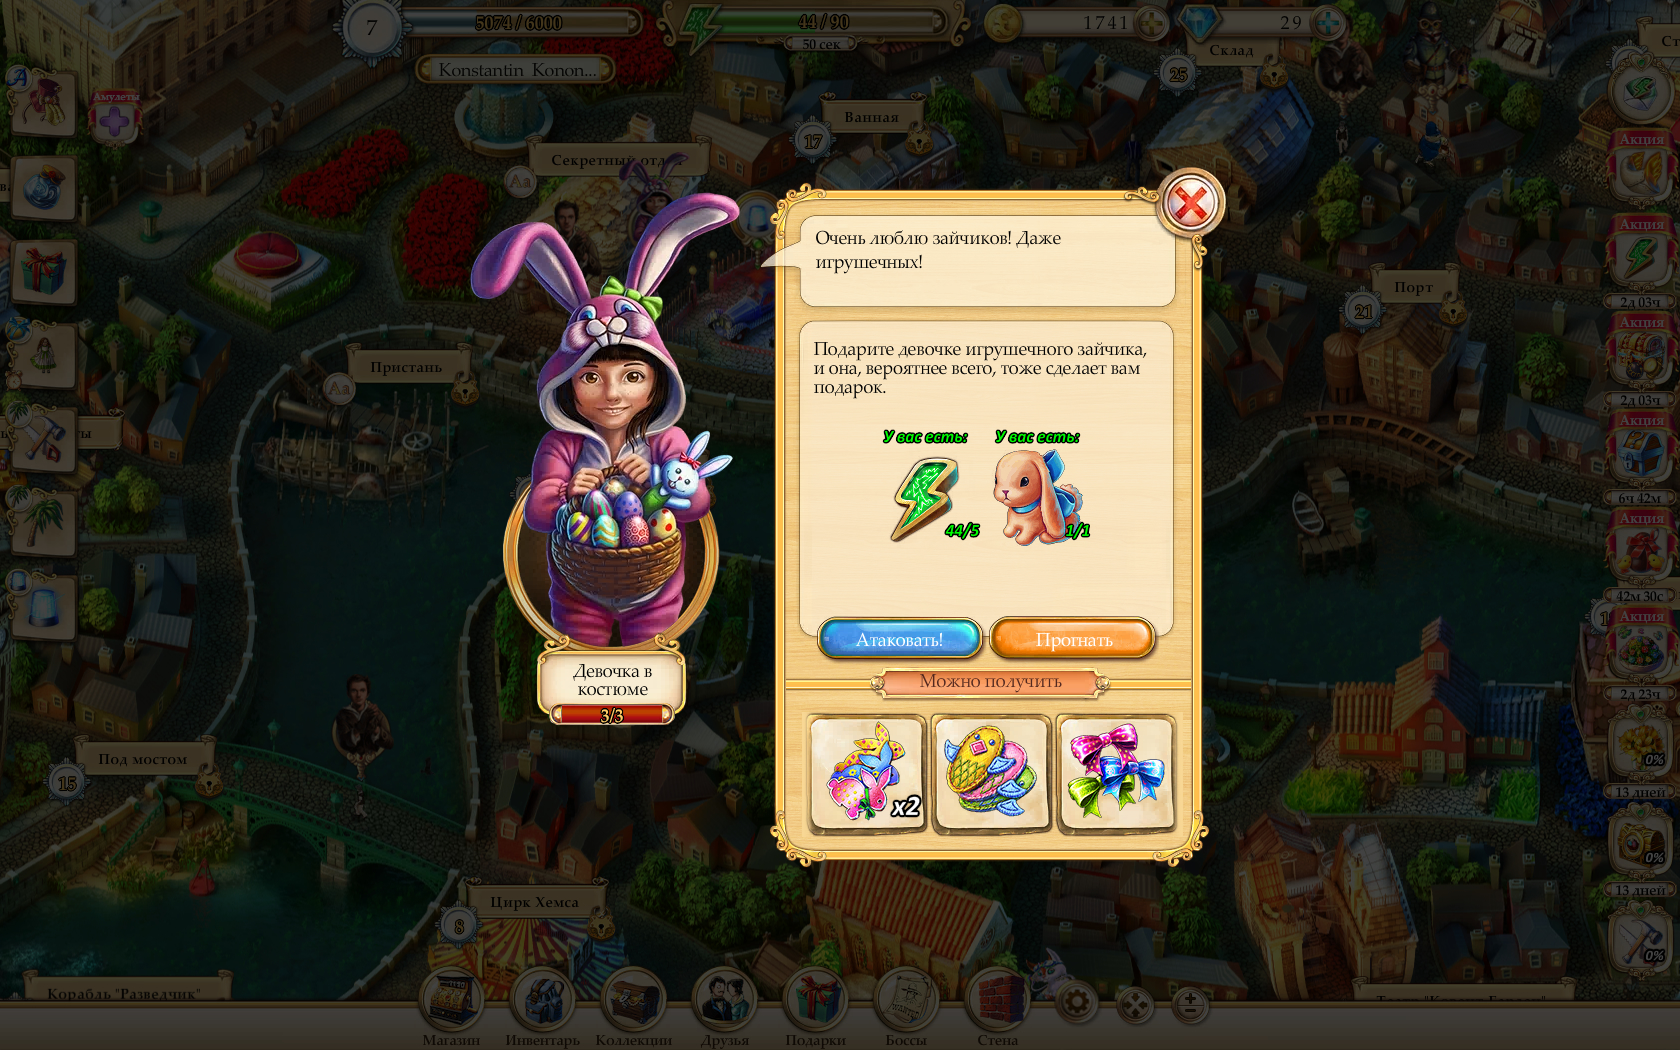 7
5074 / 6000
44 / 90
50 сек
1741
29
Konstantin Konon...
Склад
25
Амулеты
Ванная
17
Секретный отд
Аа
Акция
Очень люблю зайчиков! Даже
игрушечных!
Акция
2д 03ч
Порт
21
Акция
Подарите девочке игрушечного зайчика,
и она, вероятнее всего, тоже сделает вам
подарок.
Пристань
Аа
2д 03ч
Акция
У вас есть:
У вас есть:
44/5
1/1
6ч 42м
Акция
42м 30с
Акция
Атаковать!
Прогнать
Девочка в
костюме
3/3
Можно получить
2д 23ч
x2
Под мостом
15
0%
13 дней
0%
13 дней
0%
Цирк Хемса
8
Корабль "Разведчик"
Магазин
Инвентарь
Коллекции
Друзья
Подарки
Боссы
Стена